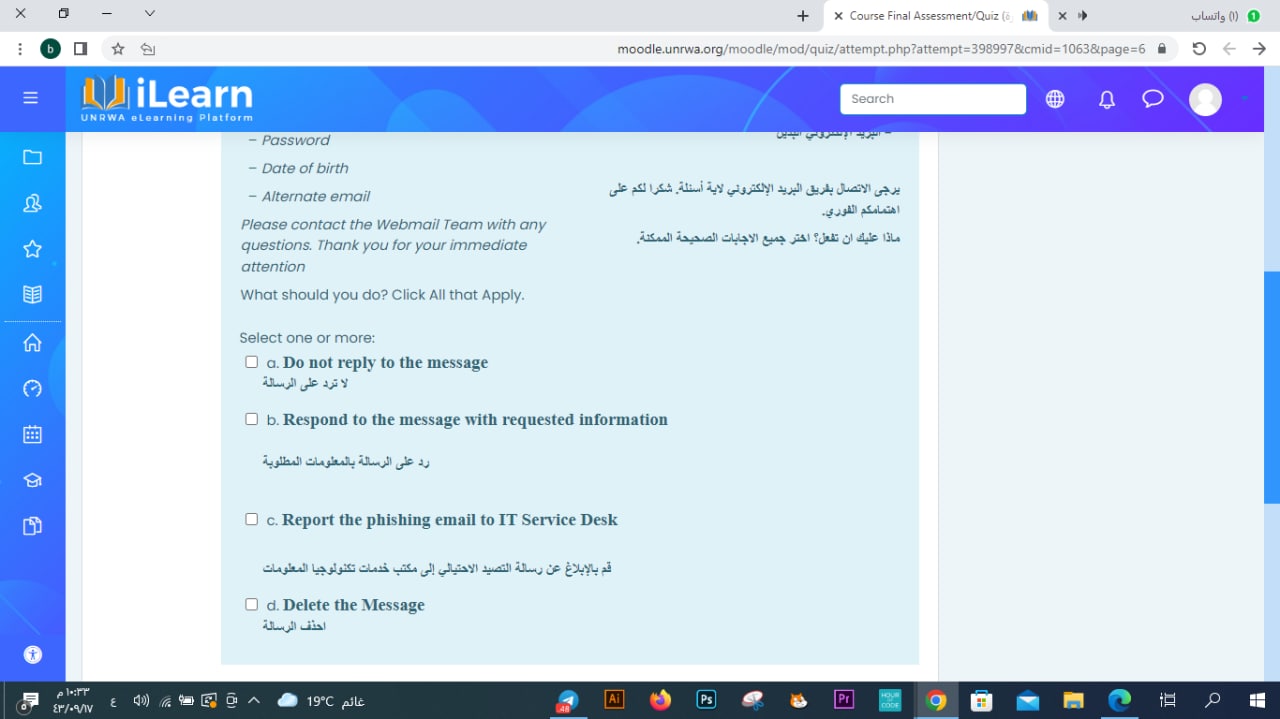 Course Final Assessment/Quiz
(١) واتساب
moodle.unrwa.org/moodle/mod/quiz/attempt.php?attempt=398997&cmid=1063&page=6
b
iLearn
UNRWA eLearning Platform
Search
– Password
– Date of birth
– Alternate email
Please contact the Webmail Team with any
questions. Thank you for your immediate
attention
– البريد الإلكتروني البديل
يرجى الاتصال بفريق البريد الإلكتروني لاية أسئلة. شكرا لكم على
اهتمامكم الفوري.
ماذا عليك ان تفعل؟ اختر جميع الاجابات الصحيحة الممكنة.
What should you do? Click All that Apply.
Select one or more:
a. Do not reply to the message
لا ترد على الرسالة
b. Respond to the message with requested information
رد على الرسالة بالمعلومات المطلوبة
c. Report the phishing email to IT Service Desk
قم بالإبلاغ عن رسالة التصيد الاحتيالي إلى مكتب خدمات تكنولوجيا المعلومات
d. Delete the Message
احذف الرسالة
١٠:٣٣ م
٤٣/٠٩/١٧
ع
19°C غائم
48
Ai
Ps
Pr
HOUR
OF
CODE